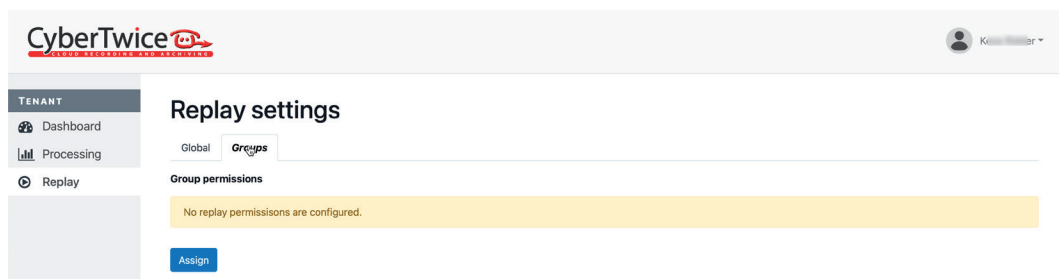 CyberTwice
CLOUD RECORDING AND ARCHIVING
TENANT
Dashboard
Processing
Replay
Replay settings
Global Groups
Group permissions
No replay permissisons are configured.
Assign